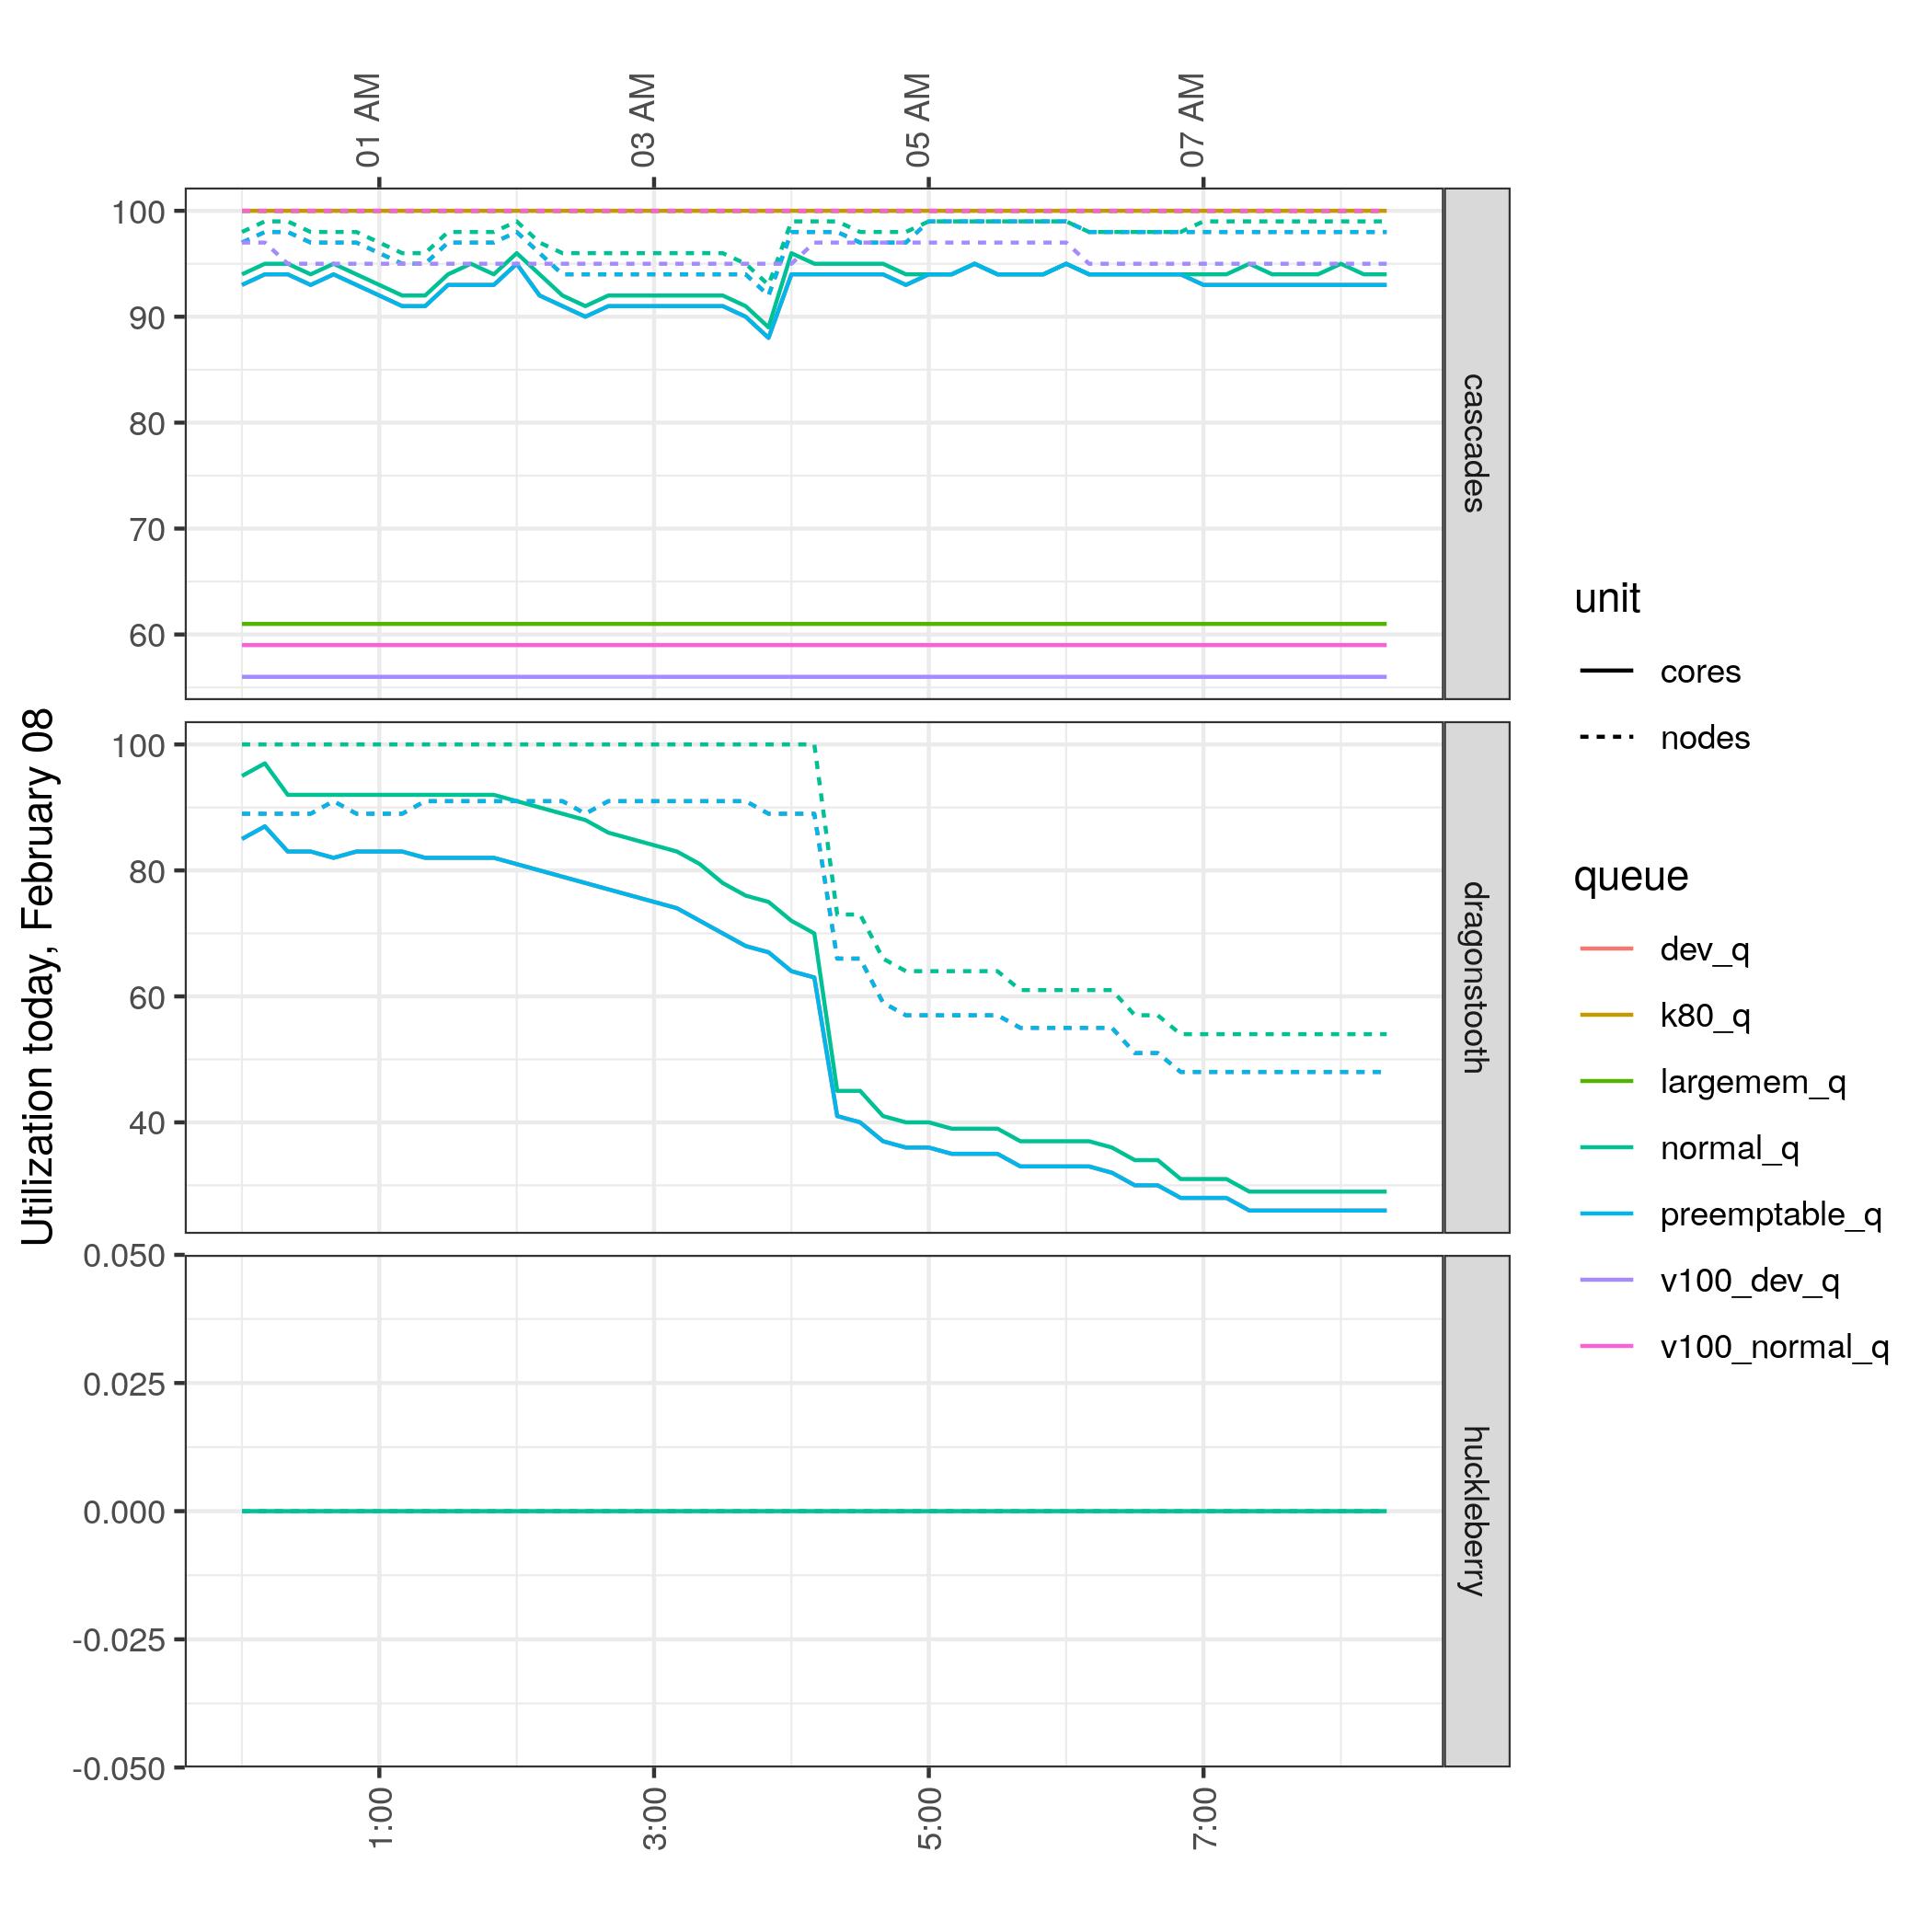 01 AM
03 AM
05 AM
07 AM
100
90
80
70
60
cascades
100
80
60
40
dragonstooth
0.050
0.025
0.000
-0.025
-0.050
huckleberry
1:00
3:00
5:00
7:00
Utilization today, February 08
unit
cores
nodes
queue
dev_q
k80_q
largemem_q
normal_q
preemptable_q
v100_dev_q
v100_normal_q